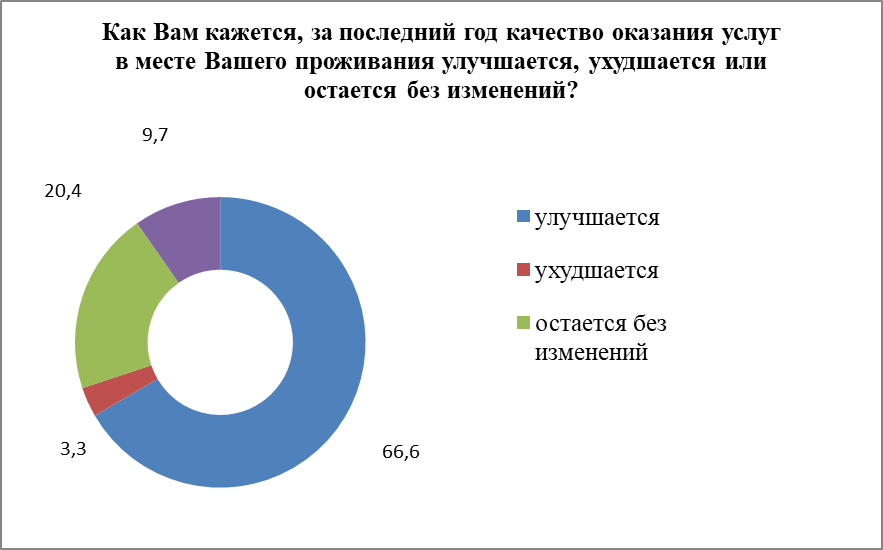 Как Вам кажется, за последний год качество оказания услуг
в месте Вашего проживания улучшается, ухудшается или
остается без изменений?
9,7
20,4
3,3
66,6
улучшается
ухудшается
остается без
изменений